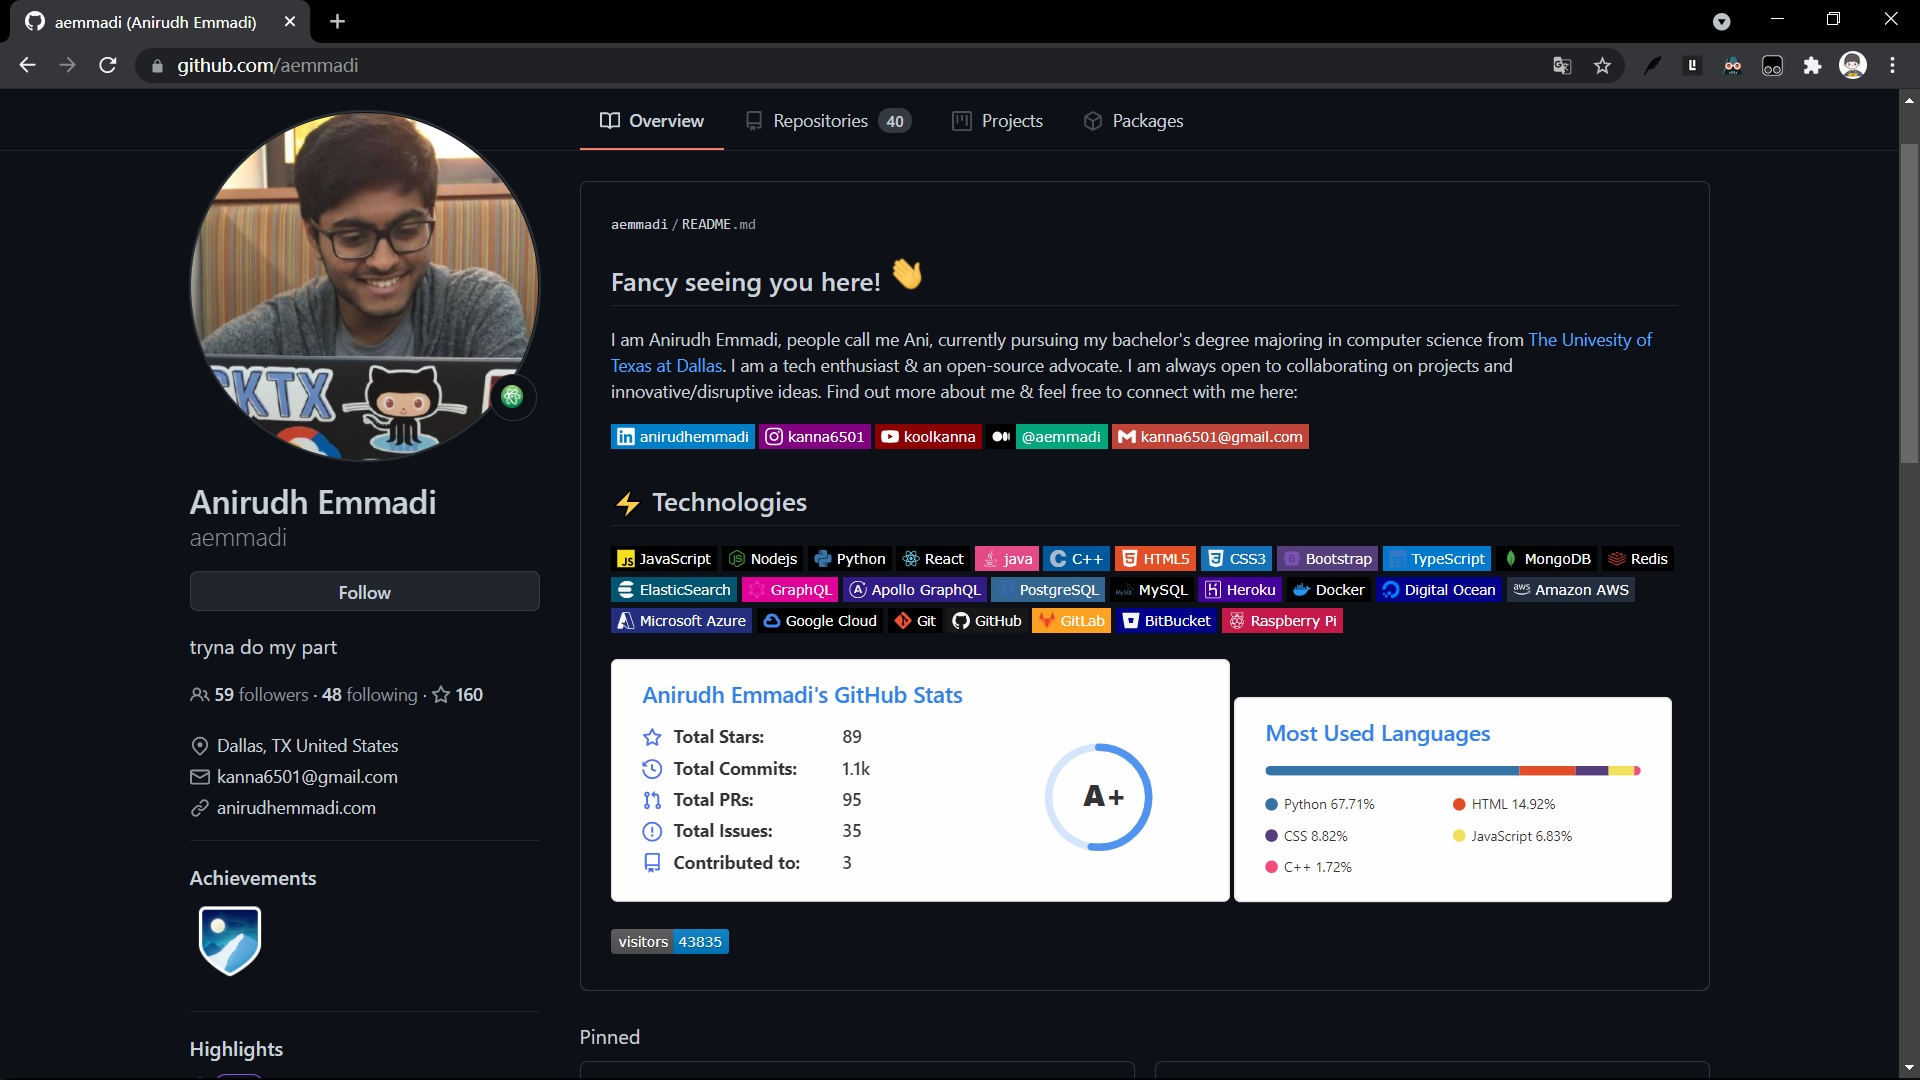 aemmadi (Anirudh Emmadi)
github.com/aemmadi
Overview
Repositories 40
Projects
Packages
aemmadi / README.md
Fancy seeing you here! 👋
I am Anirudh Emmadi, people call me Ani, currently pursuing my bachelor's degree majoring in computer science from The Univesity of
Texas at Dallas. I am a tech enthusiast & an open-source advocate. I am always open to collaborating on projects and
innovative/disruptive ideas. Find out more about me & feel free to connect with me here:
in anirudhemmadi kanna6501 koolkanna @aemmadi kanna6501@gmail.com
⚡ Technologies
JS JavaScript Nodejs Python React java C++ HTML5 CSS3 Bootstrap TypeScript MongoDB Redis
ElasticSearch GraphQL Apollo GraphQL PostgreSQL MySQL Heroku Docker Digital Ocean aws Amazon AWS
Microsoft Azure Google Cloud Git GitHub GitLab BitBucket Raspberry Pi
Anirudh Emmadi's GitHub Stats
Total Stars: 89
Total Commits: 1.1k
Total PRs: 95
Total Issues: 35
Contributed to: 3
A+
Most Used Languages
Python 67.71%
HTML 14.92%
CSS 8.82%
JavaScript 6.83%
C++ 1.72%
visitors 43835
Pinned
KTX
Anirudh Emmadi
aemmadi
Follow
tryna do my part
59 followers · 48 following · 160
Dallas, TX United States
kanna6501@gmail.com
anirudhemmadi.com
Achievements
Highlights